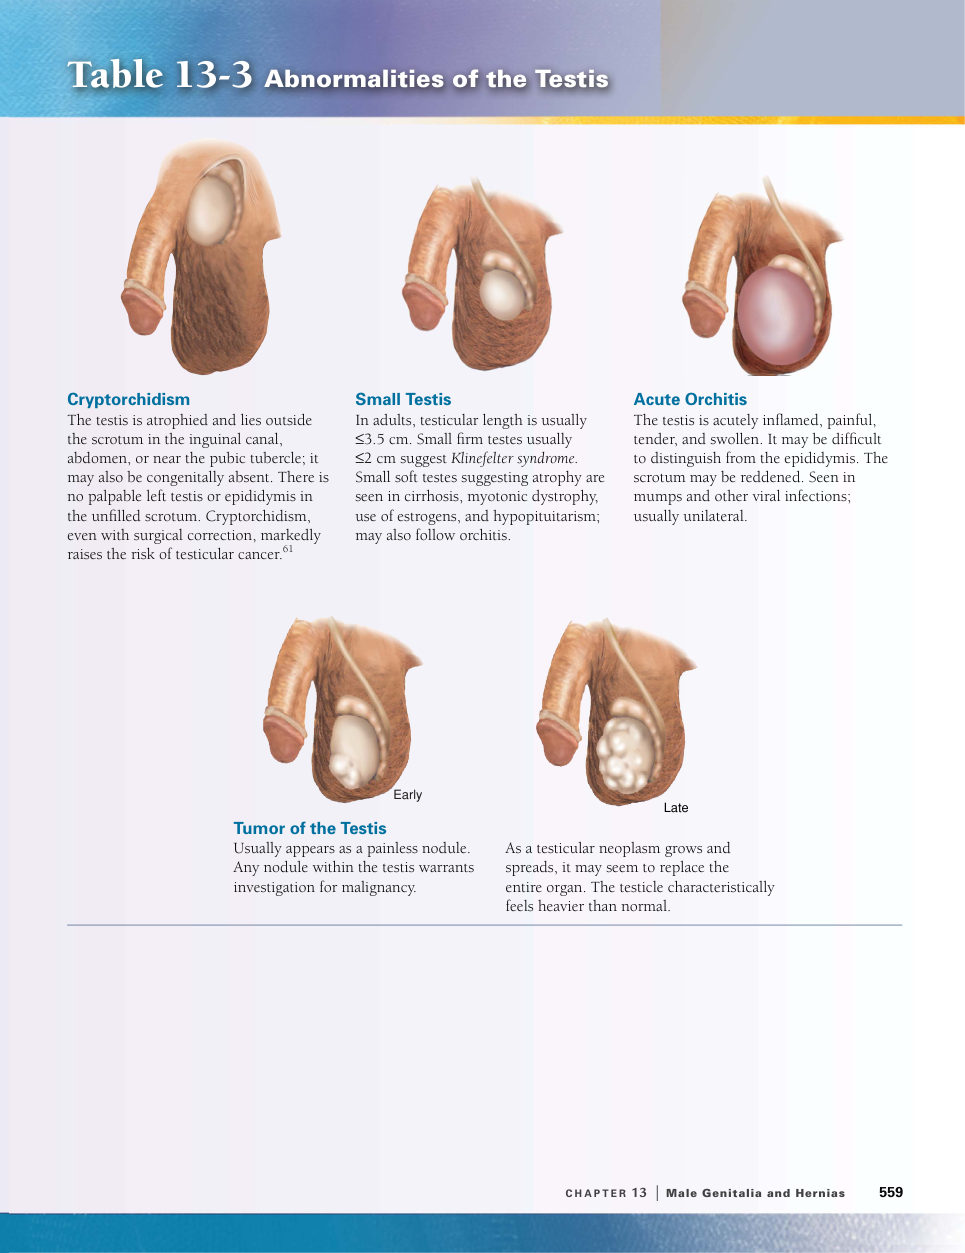 Table 13-3 Abnormalities of the Testis
Cryptorchidism
The testis is atrophied and lies outside
the scrotum in the inguinal canal,
abdomen, or near the pubic tubercle; it
may also be congenitally absent. There is
no palpable left testis or epididymis in
the unfilled scrotum. Cryptorchidism,
even with surgical correction, markedly
raises the risk of testicular cancer.61
Small Testis
In adults, testicular length is usually
≤3.5 cm. Small firm testes usually
≤2 cm suggest Klinefelter syndrome.
Small soft testes suggesting atrophy are
seen in cirrhosis, myotonic dystrophy,
use of estrogens, and hypopituitarism;
may also follow orchitis.
Acute Orchitis
The testis is acutely inflamed, painful,
tender, and swollen. It may be difficult
to distinguish from the epididymis. The
scrotum may be reddened. Seen in
mumps and other viral infections;
usually unilateral.
Early
Tumor of the Testis
Usually appears as a painless nodule.
Any nodule within the testis warrants
investigation for malignancy.
Late
As a testicular neoplasm grows and
spreads, it may seem to replace the
entire organ. The testicle characteristically
feels heavier than normal.
CHAPTER 13 | Male Genitalia and Hernias 559